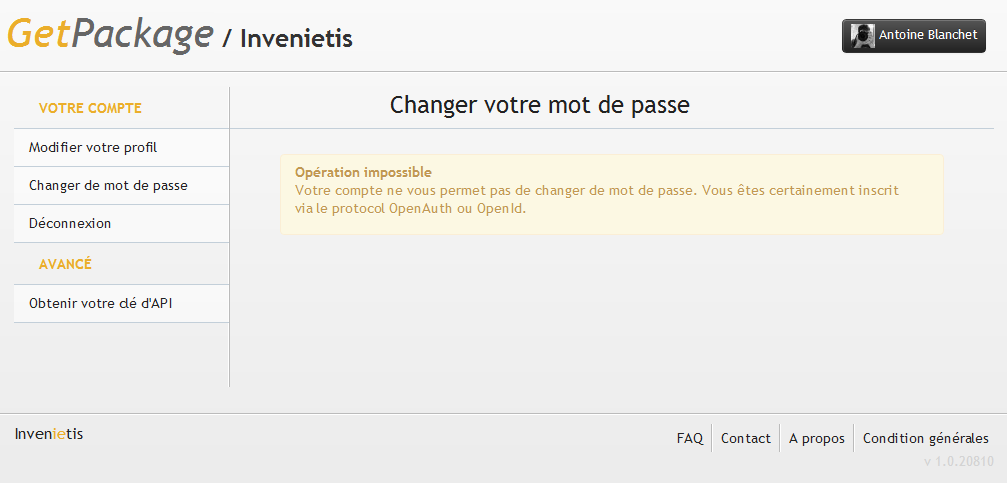 GetPackage / Invenietis
Antoine Blanchet
VOTRE COMPTE
Modifier votre profil
Changer de mot de passe
Déconnexion
AVANCÉ
Obtenir votre clé d'API
Changer votre mot de passe
Opération impossible
Votre compte ne vous permet pas de changer de mot de passe. Vous êtes certainement inscrit
via le protocol OpenAuth ou OpenId.
Invenietis
FAQ
Contact
A propos
Condition générales
v 1.0.20810